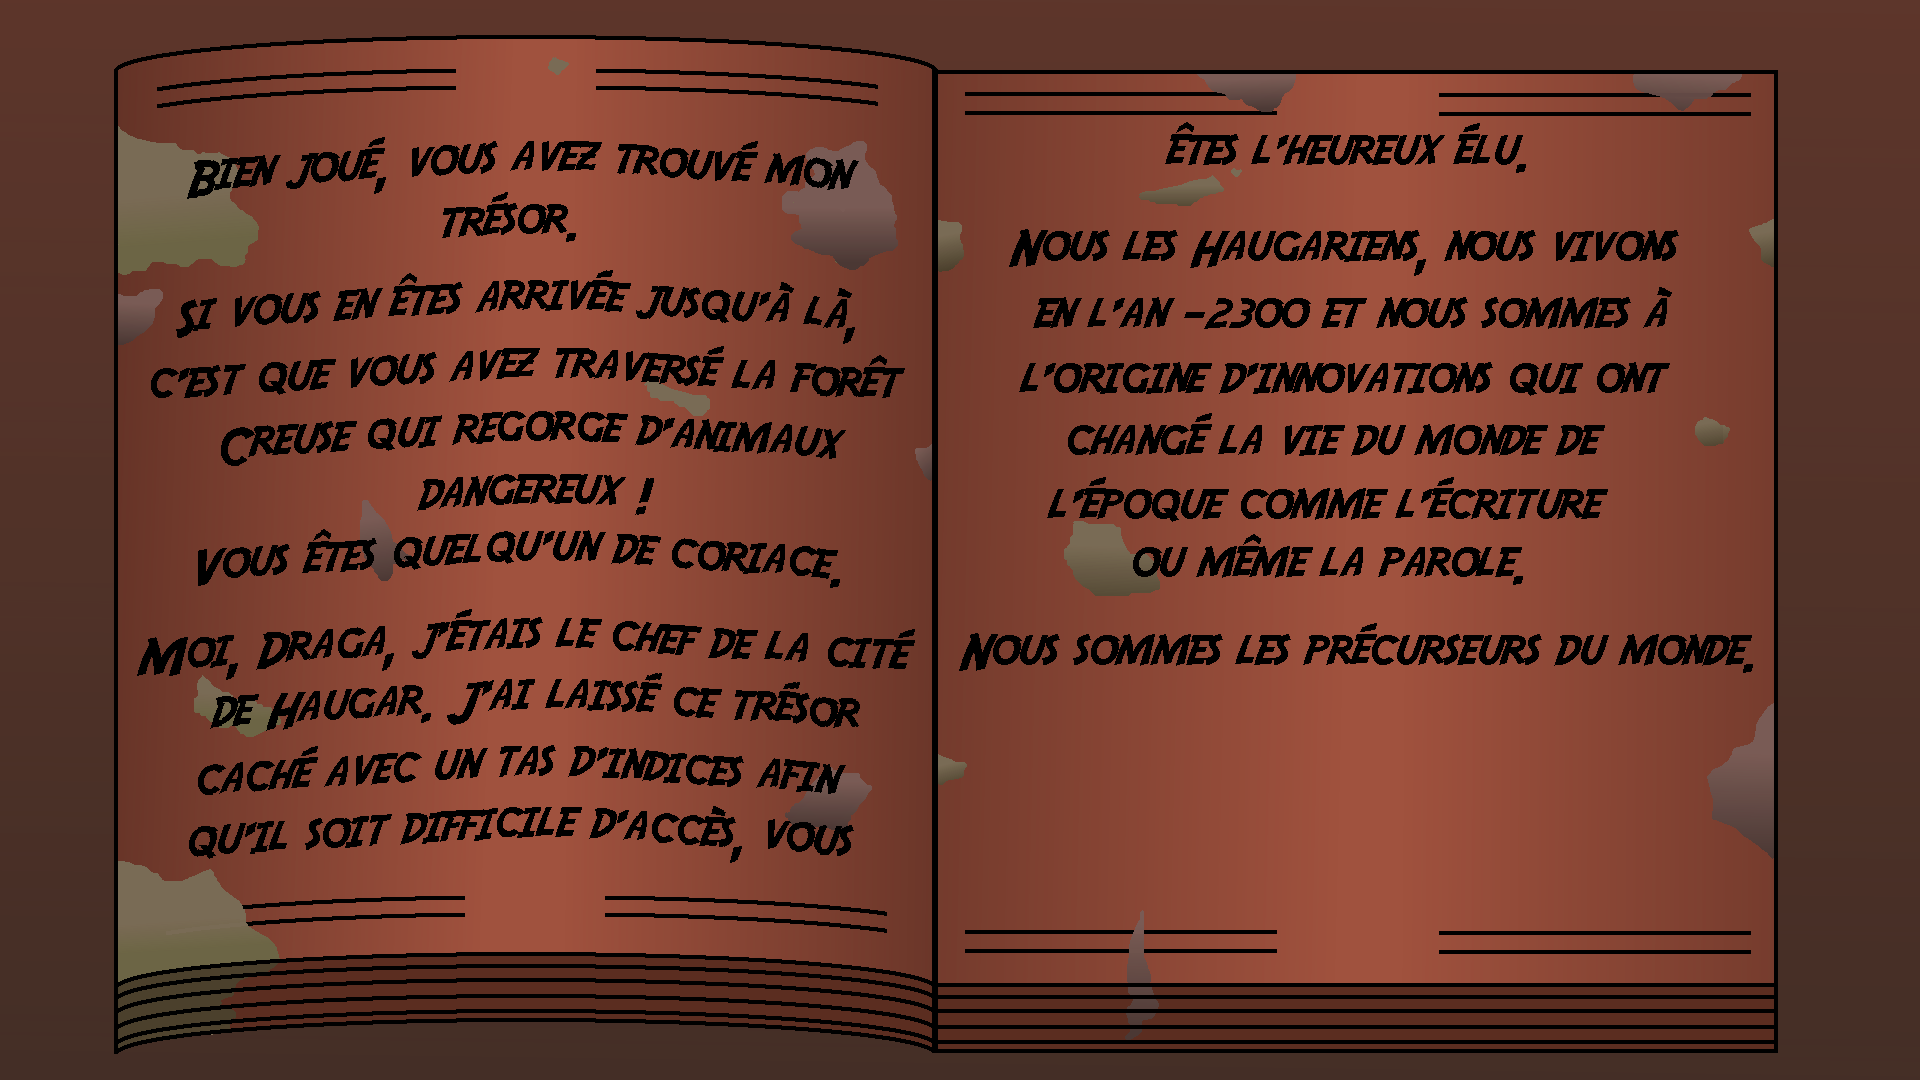 Bien joué, vous avez trouvé mon
trésor.
Si vous en êtes arrivée jusqu'à là,
c'est que vous avez traversé la forêt
Creuse qui regorge d'animaux
dangereux !
Vous êtes quelqu'un de coriace.
Moi, Draga, j'étais le chef de la cité
de Haugar. J'ai laissé ce trésor
caché avec un tas d'indices afin
qu'il soit difficile d'accès, vous
êtes l'heureux élu.
Nous les Haugariens, nous vivons
en l'an -2300 et nous sommes à
l'origine d'innovations qui ont
changé la vie du monde de
l'époque comme l'écriture
ou même la parole.
Nous sommes les précurseurs du monde.